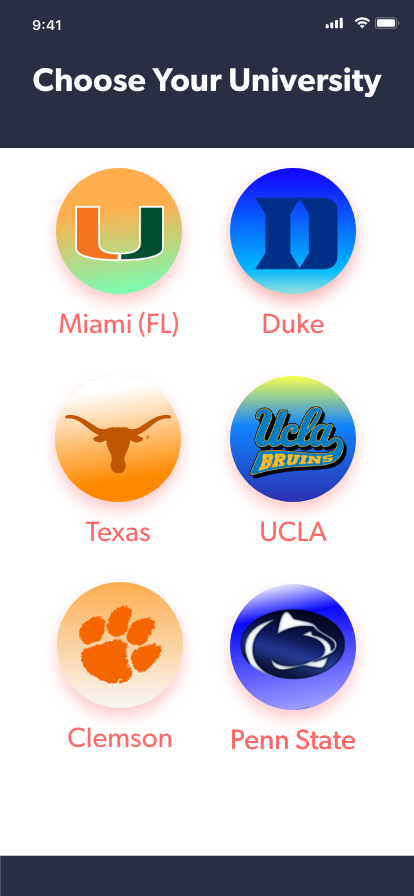 9:41
Choose Your University
Miami (FL)
Duke
Texas
Ucla
BRUINS
UCLA
Clemson
Penn State